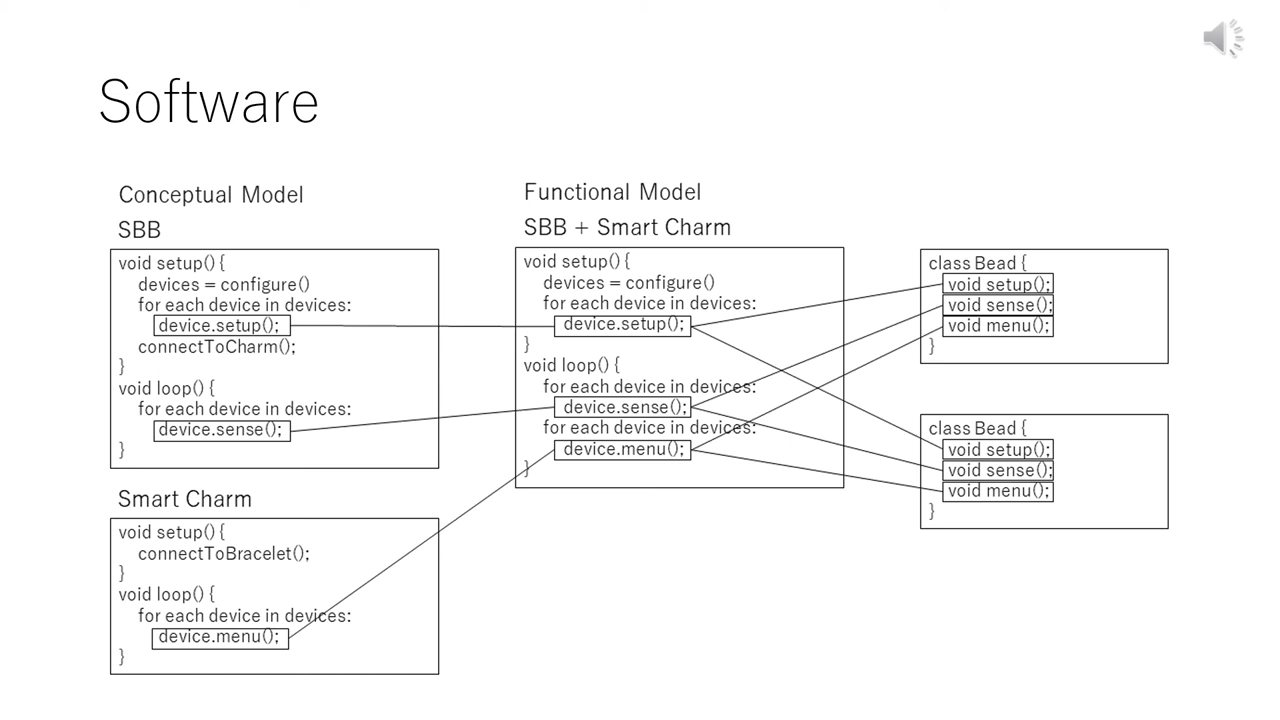 Software
Conceptual Model
SBB
void setup() {
devices = configure()
for each device in devices:
device.setup();
connectToCharm();
}
void loop() {
for each device in devices:
device.sense();
}
Smart Charm
void setup() {
connectToBracelet();
}
void loop() {
for each device in devices:
device.menu();
}
Functional Model
SBB + Smart Charm
void setup() {
devices = configure()
for each device in devices:
device.setup();
}
void loop() {
for each device in devices:
device.sense();
for each device in devices:
device.menu();
}
class Bead {
void setup();
void sense();
void menu();
}
class Bead {
void setup();
void sense();
void menu();
}